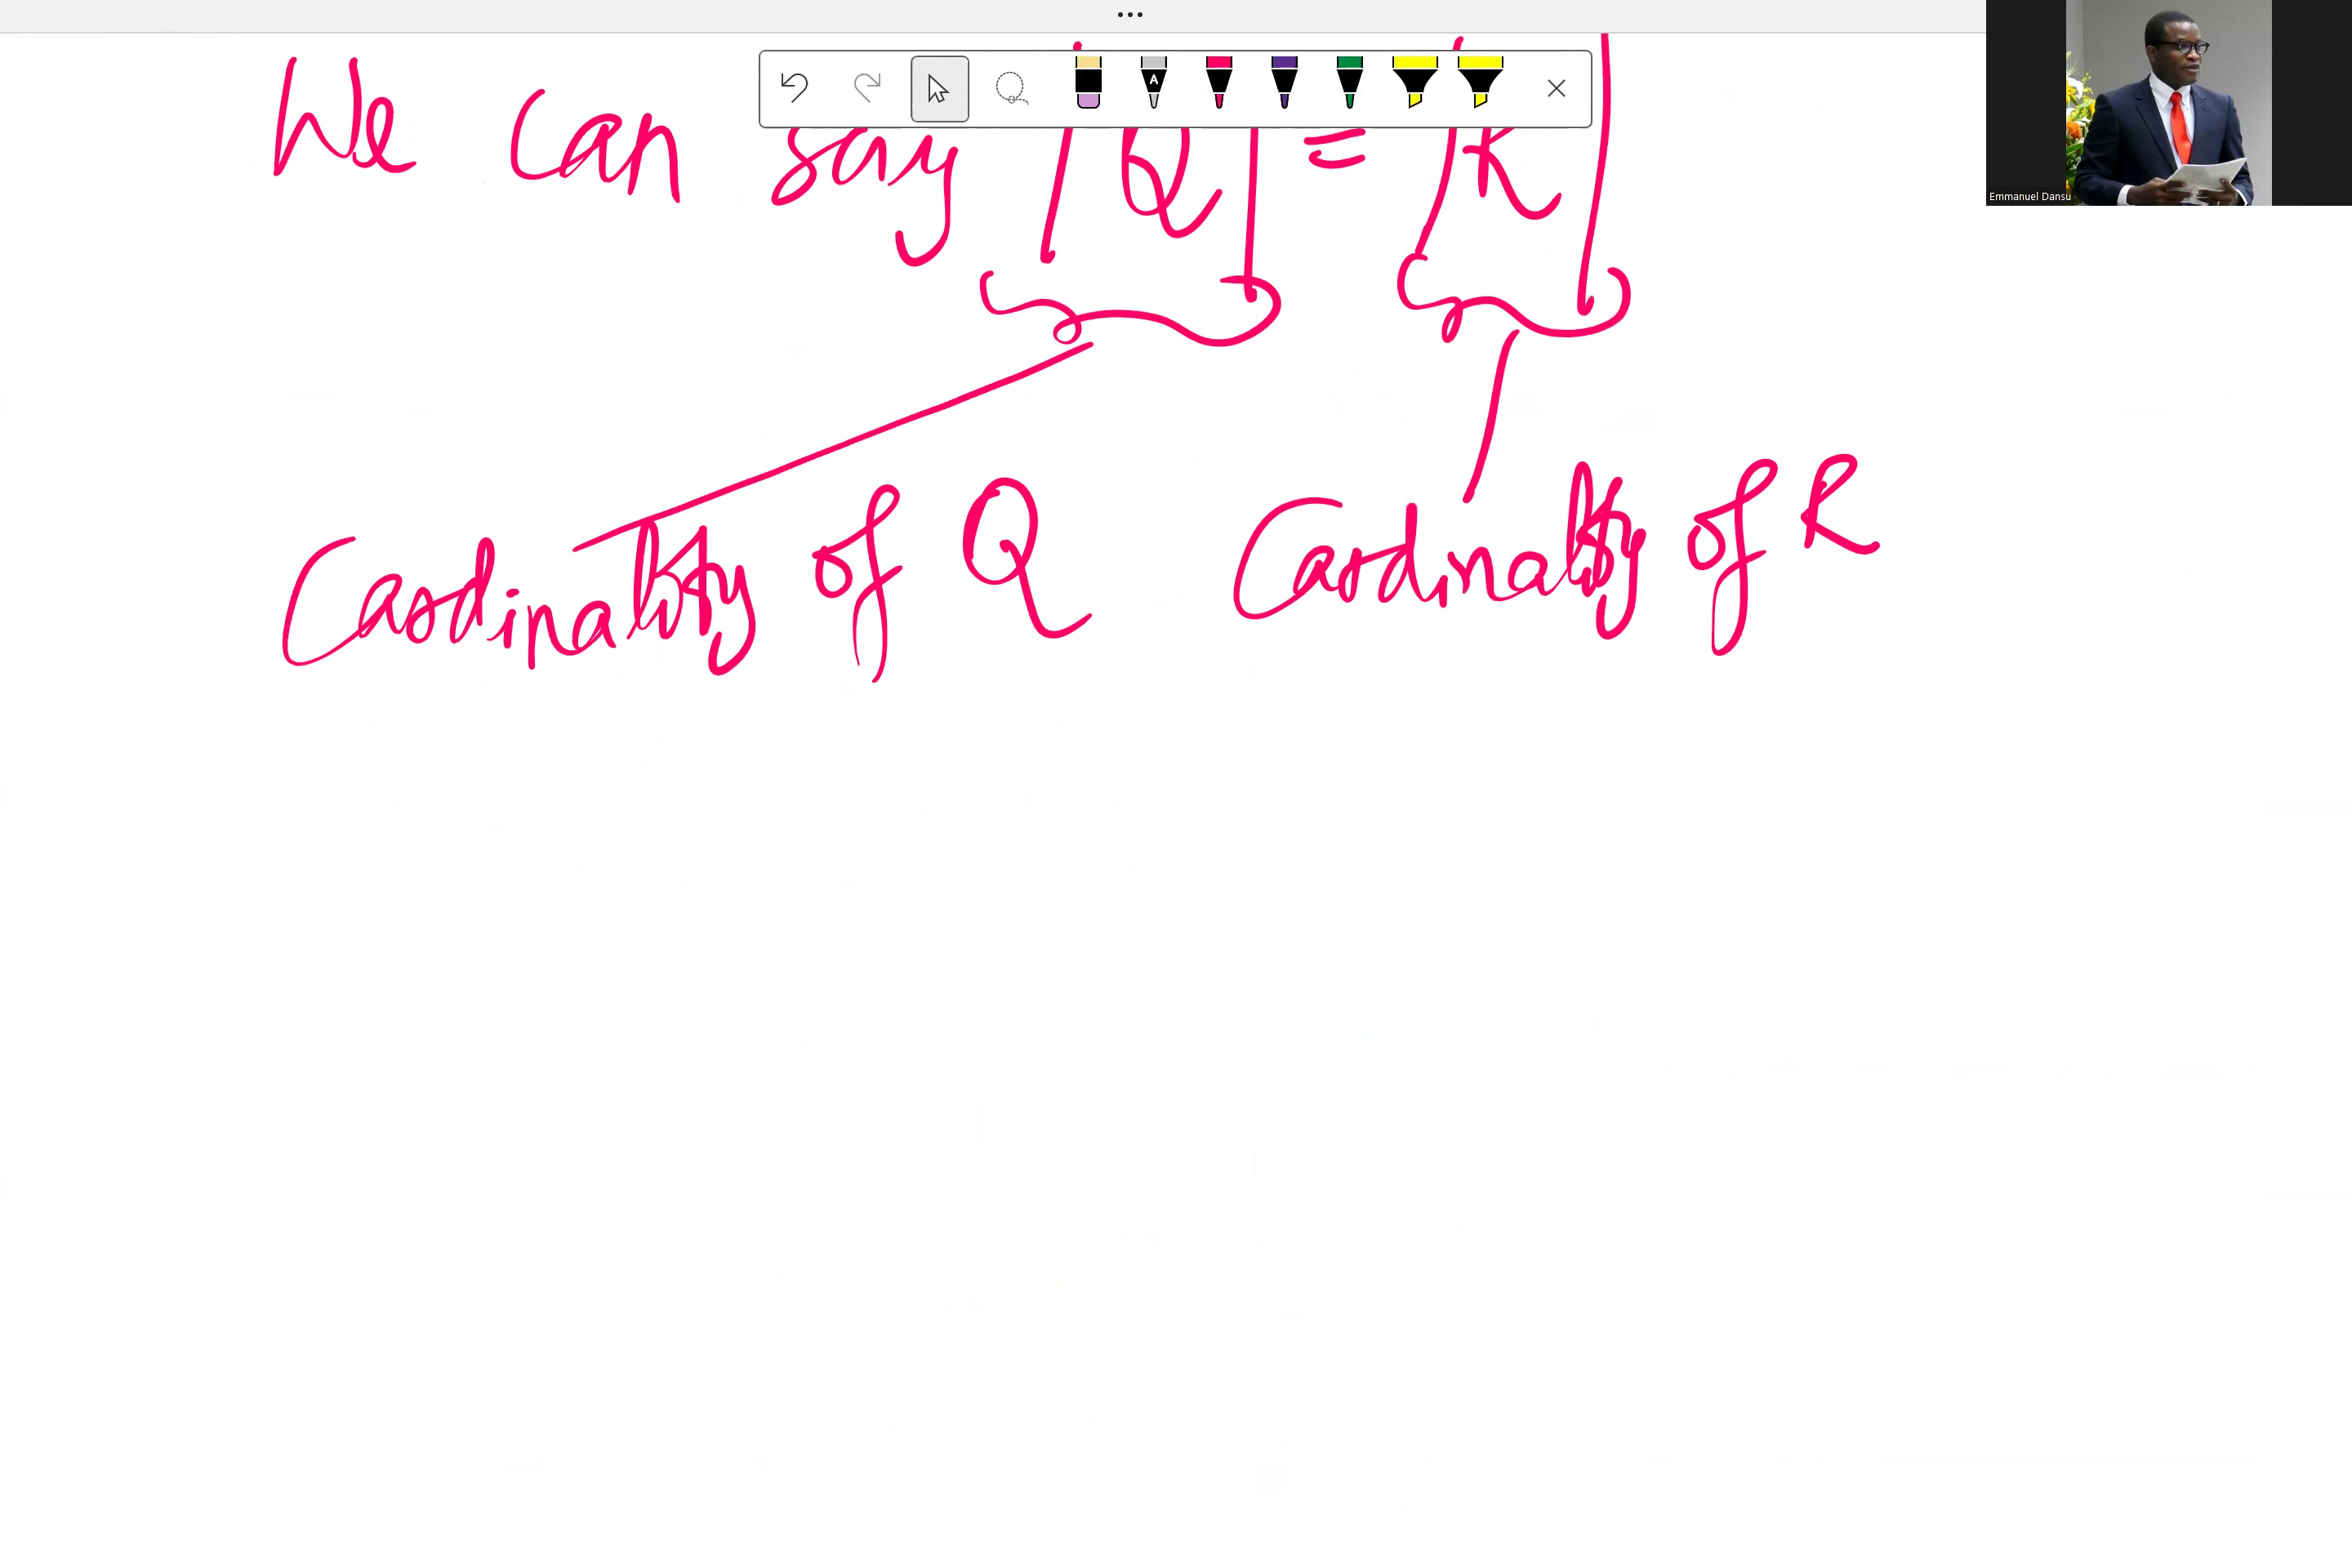 We can say |Q| = |R|
Emmanuel Dansu
Cardinality of Q Cardinality of R